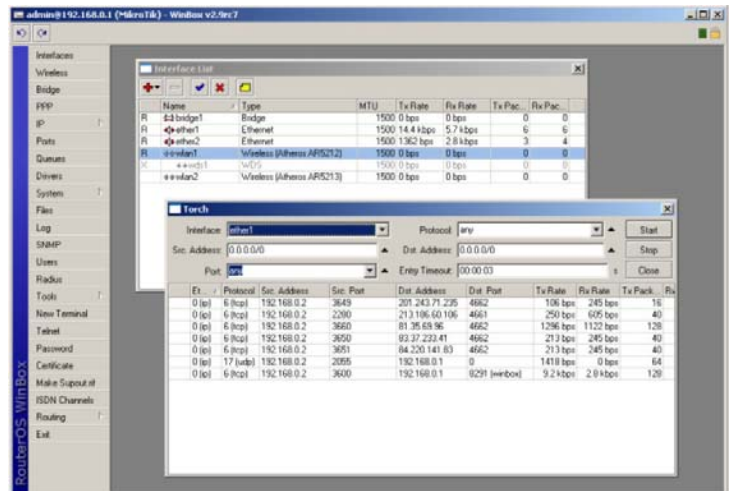 admin@192.168.0.1 (MikroTik) - WinBox v2.9rc7
Interfaces
Wireless
Bridge
PPP
IP
Ports
Queues
Drivers
System
Files
Log
SNMP
Users
Radius
Tools
New Terminal
Telnet
Password
Certificate
Make Supout.rif
ISDN Channels
Routing
Exit
RouterOS WinBox
Interface List
Name Type MTU Tx Rate Rx Rate Tx Pac... Rx Pac...
R bridge1 Bridge 1500 0 bps 0 bps 0 0
R ether1 Ethernet 1500 14.4 kbps 5.7 kbps 6 6
R ether2 Ethernet 1500 1362 bps 2.8 kbps 3 4
R wlan1 Wireless (Atheros AR5212) 1500 0 bps 0 bps 0 0
X wds1 WDS 1500 0 bps 0 bps 0 0
wlan2 Wireless (Atheros AR5213) 1500 0 bps 0 bps 0 0
Torch
Interface: ether1 Protocol: any Start
Src. Address: 0.0.0.0/0 Dst. Address: 0.0.0.0/0 Stop
Port: any Entry Timeout: 00:00:03 s Close
Et... Protocol Src. Address Src. Port Dst. Address Dst. Port Tx Rate Rx Rate Tx Pack... Rx
0 (ip) 6 (tcp) 192.168.0.2 3649 201.243.71.235 4662 106 bps 245 bps 16
0 (ip) 6 (tcp) 192.168.0.2 2280 213.186.60.106 4661 250 bps 605 bps 40
0 (ip) 6 (tcp) 192.168.0.2 3660 81.35.69.96 4662 1296 bps 1122 bps 128
0 (ip) 6 (tcp) 192.168.0.2 3650 83.37.233.41 4662 213 bps 245 bps 40
0 (ip) 6 (tcp) 192.168.0.2 3651 84.220.141.83 4662 213 bps 245 bps 40
0 (ip) 17 (udp) 192.168.0.2 2055 192.168.0.1 0 1418 bps 0 bps 64
0 (ip) 6 (tcp) 192.168.0.2 3600 192.168.0.1 8291 (winbox) 9.2 kbps 2.8 kbps 128